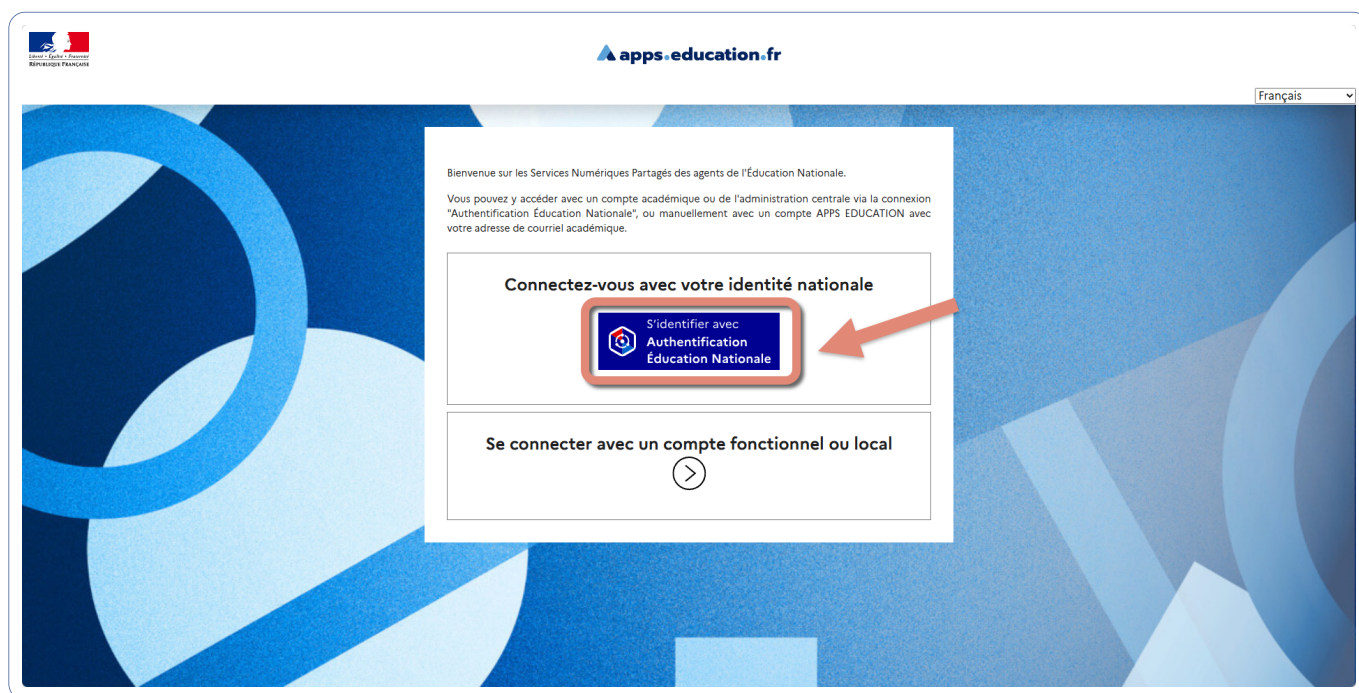 Liberté • Égalité • Fraternité
RÉPUBLIQUE FRANÇAISE
apps.education.fr
Français
Bienvenue sur les Services Numériques Partagés des agents de l'Éducation Nationale.
Vous pouvez y accéder avec un compte académique ou de l'administration centrale via la connexion
"Authentification Éducation Nationale", ou manuellement avec un compte APPS EDUCATION avec
votre adresse de courriel académique.
Connectez-vous avec votre identité nationale
S'identifier avec
Authentification
Éducation Nationale
Se connecter avec un compte fonctionnel ou local